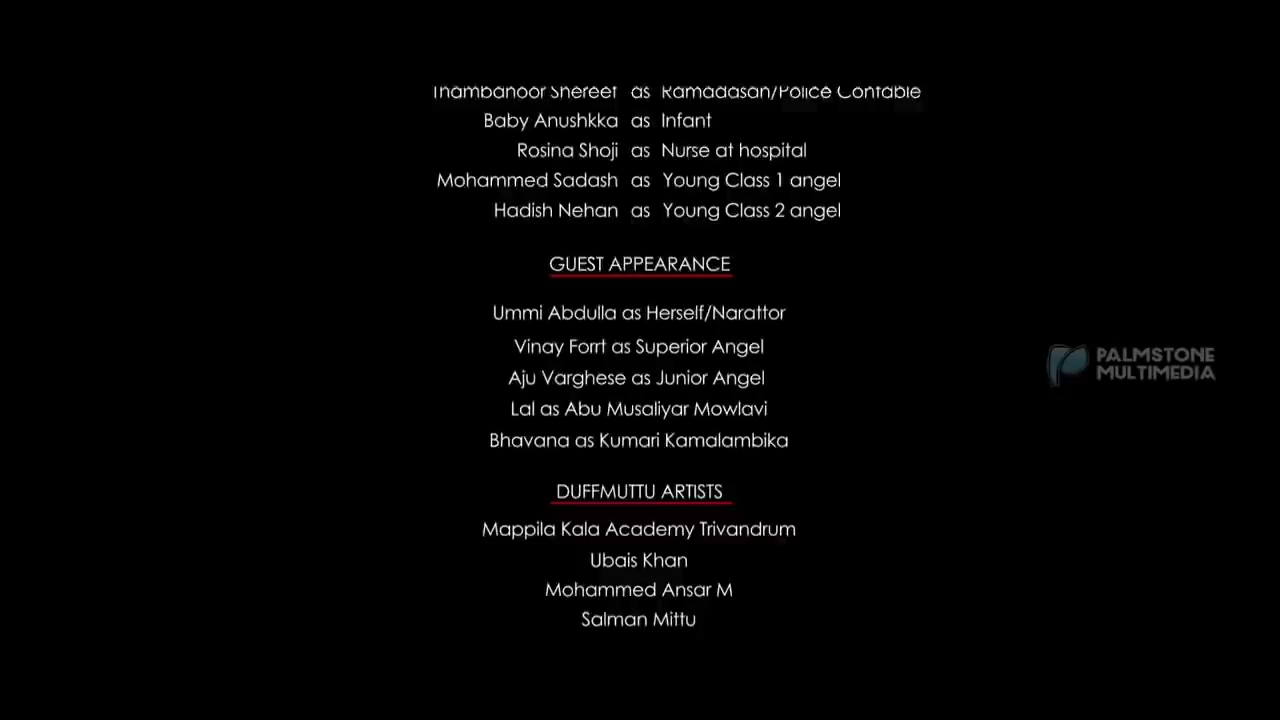 Thambanoor Shereef as Ramadasan/Police Contable
Baby Anushkka as Infant
Rosina Shoji as Nurse at hospital
Mohammed Sadash as Young Class 1 angel
Hadish Nehan as Young Class 2 angel
GUEST APPEARANCE
Ummi Abdulla as Herself/Narattor
Vinay Forrt as Superior Angel
Aju Varghese as Junior Angel
Lal as Abu Musaliyar Mowlavi
Bhavana as Kumari Kamalambika
PALMSTONE
MULTIMEDIA
DUFFMUTTU ARTISTS
Mappila Kala Academy Trivandrum
Ubais Khan
Mohammed Ansar M
Salman Mittu